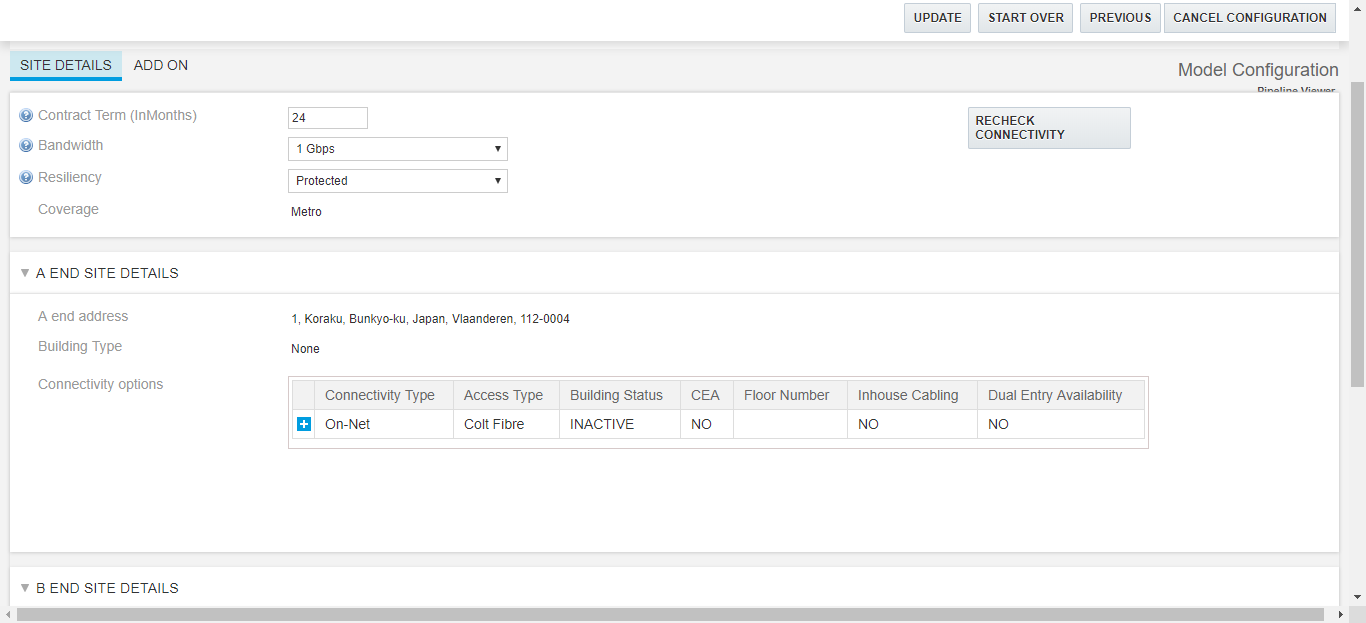 UPDATE START OVER PREVIOUS CANCEL CONFIGURATION
SITE DETAILS ADD ON
Model Configuration
Pipeline Viewer
Contract Term (InMonths) 24
RECHECK
CONNECTIVITY
Bandwidth 1 Gbps
Resiliency Protected
Coverage Metro
A END SITE DETAILS
A end address 1, Koraku, Bunkyo-ku, Japan, Vlaanderen, 112-0004
Building Type None
Connectivity options
Connectivity Type Access Type Building Status CEA Floor Number Inhouse Cabling Dual Entry Availability
On-Net Colt Fibre INACTIVE NO NO NO
B END SITE DETAILS